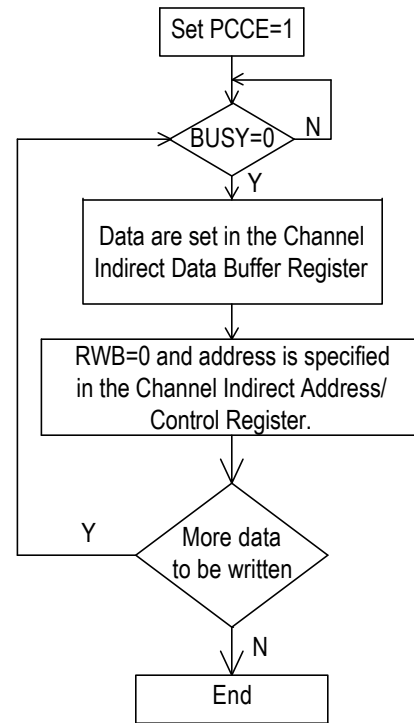 Set PCCE=1
BUSY=0
N
Y
Data are set in the Channel
Indirect Data Buffer Register
RWB=0 and address is specified
in the Channel Indirect Address/
Control Register.
Y
More data
to be written
N
End